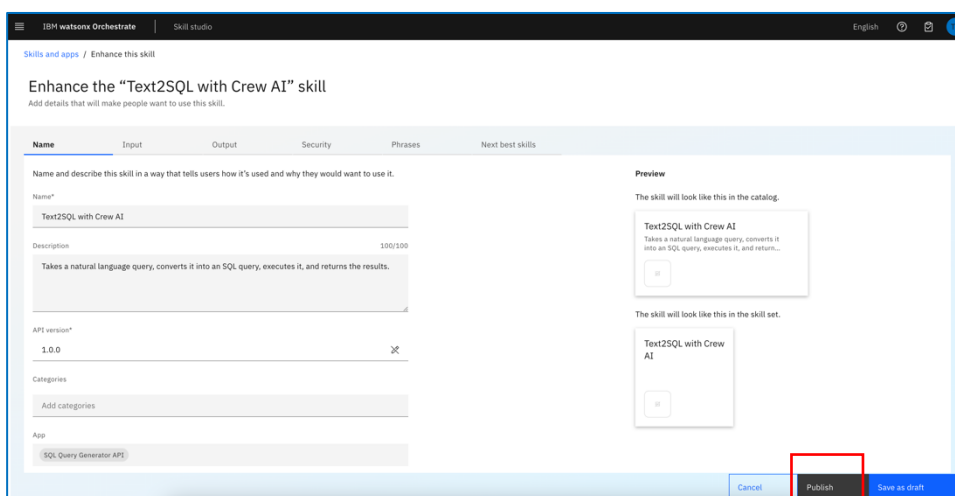 IBM watsonx Orchestrate
Skill studio
English
Skills and apps / Enhance this skill
Enhance the “Text2SQL with Crew AI” skill
Add details that will make people want to use this skill.
Name
Input
Output
Security
Phrases
Next best skills
Name and describe this skill in a way that tells users how it's used and why they would want to use it.
Name*
Text2SQL with Crew AI
Description
100/100
Takes a natural language query, converts it into an SQL query, executes it, and returns the results.
API version*
1.0.0
Categories
Add categories
App
SQL Query Generator API
Preview
The skill will look like this in the catalog.
Text2SQL with Crew AI
Takes a natural language query, converts it
into an SQL query, executes it, and return...
The skill will look like this in the skill set.
Text2SQL with Crew
AI
Cancel
Publish
Save as draft